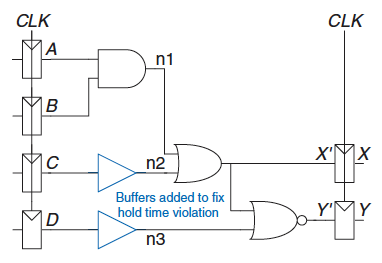 CLK
CLK
A
n1
B
X'
X
C
n2
Buffers added to fix
hold time violation
D
Y'
Y
n3